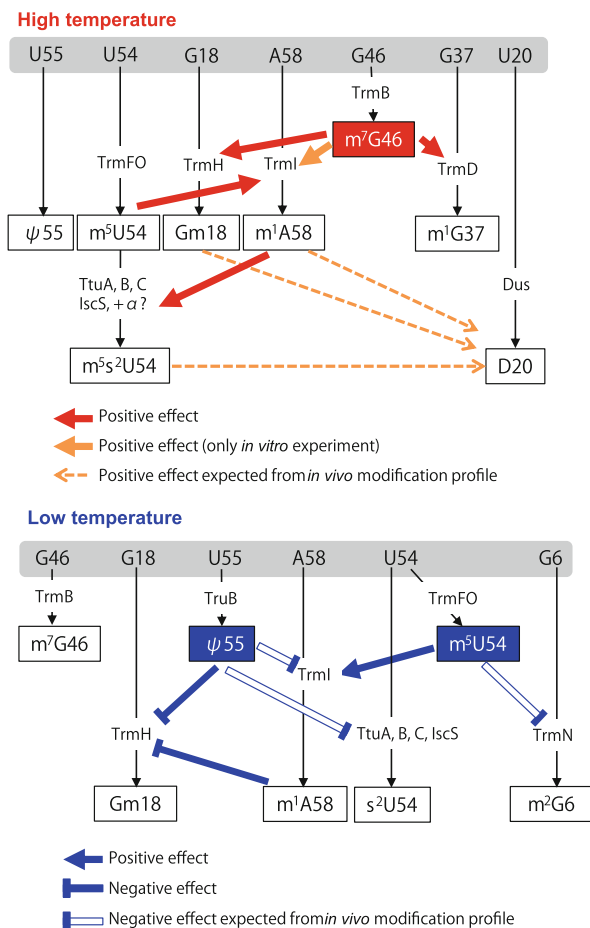 High temperature
U55 U54 G18 A58 G46 G37 U20
TrmB
m⁷G46
TrmFO TrmH TrmI TrmD
ψ55 m⁵U54 Gm18 m¹A58 m¹G37
TtuA, B, C
IscS, + α ?
Dus
m⁵s²U54 D20
Positive effect
Positive effect (only in vitro experiment)
Positive effect expected from in vivo modification profile
Low temperature
G46 G18 U55 A58 U54 G6
TrmB TruB TrmFO
m⁷G46 ψ55 m⁵U54
TrmI
TrmH TtuA, B, C, IscS TrmN
Gm18 m¹A58 s²U54 m²G6
Positive effect
Negative effect
Negative effect expected from in vivo modification profile